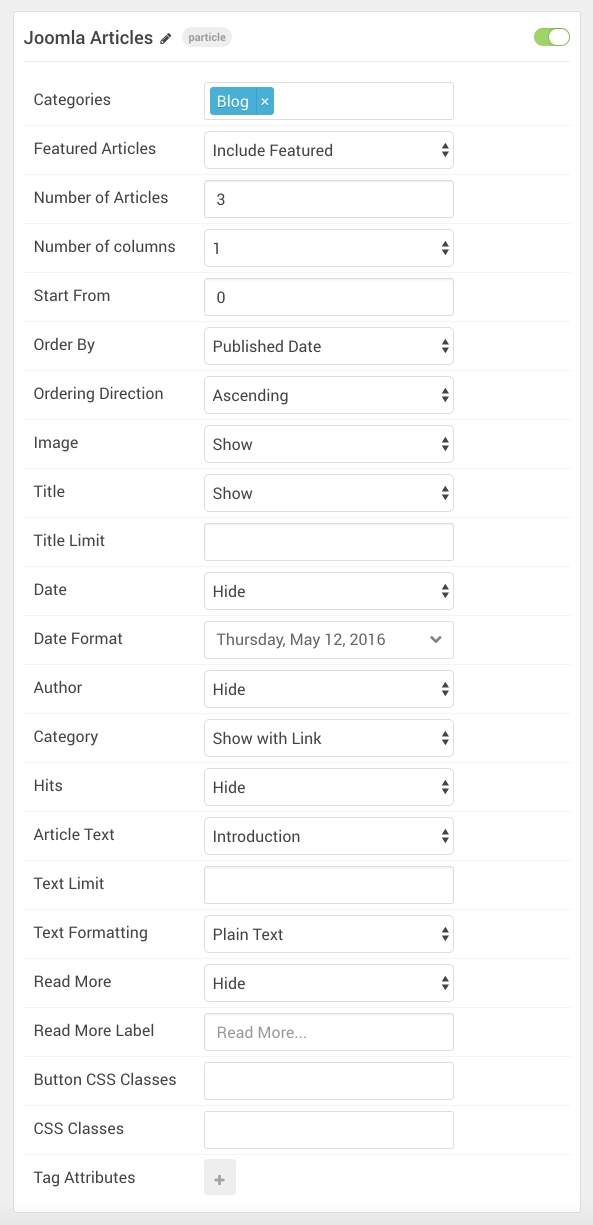 Joomla Articles particle
Categories Blog ×
Featured Articles Include Featured
Number of Articles 3
Number of columns 1
Start From 0
Order By Published Date
Ordering Direction Ascending
Image Show
Title Show
Title Limit
Date Hide
Date Format Thursday, May 12, 2016
Author Hide
Category Show with Link
Hits Hide
Article Text Introduction
Text Limit
Text Formatting Plain Text
Read More Hide
Read More Label Read More...
Button CSS Classes
CSS Classes
Tag Attributes +